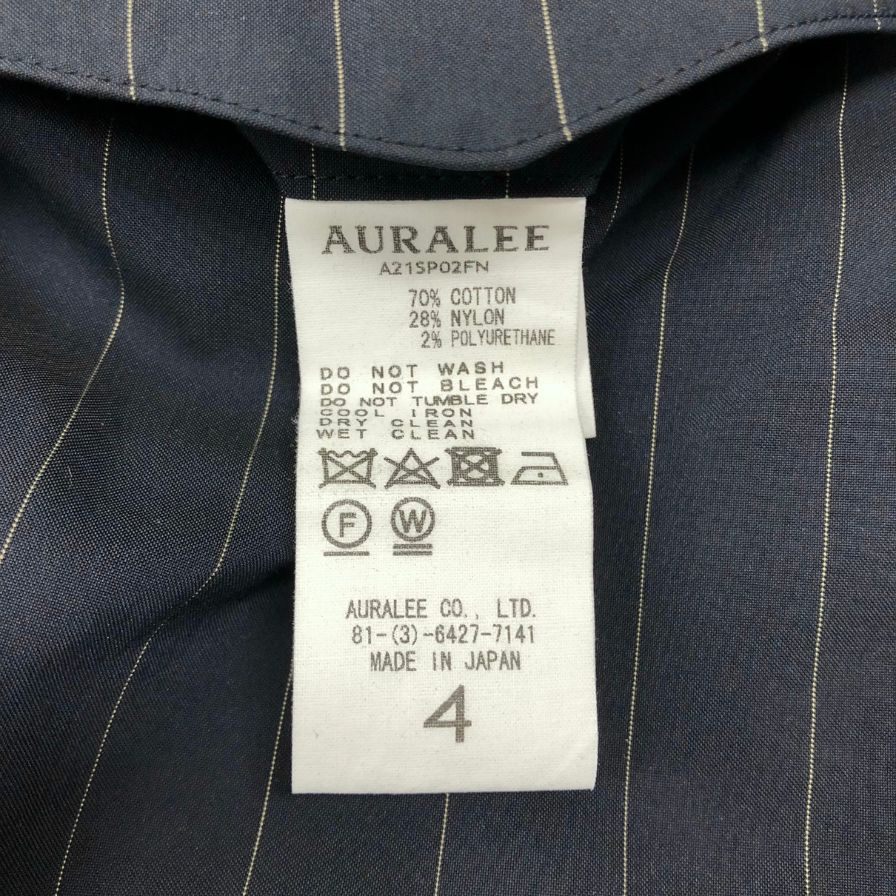 AURALEE
A21SP02FN
70% COTTON
28% NYLON
2% POLYURETHANE
DO NOT WASH
DO NOT BLEACH
DO NOT TUMBLE DRY
COOL IRON
DRY CLEAN
WET CLEAN
F W
AURALEE CO., LTD.
81-(3)-6427-7141
MADE IN JAPAN
4